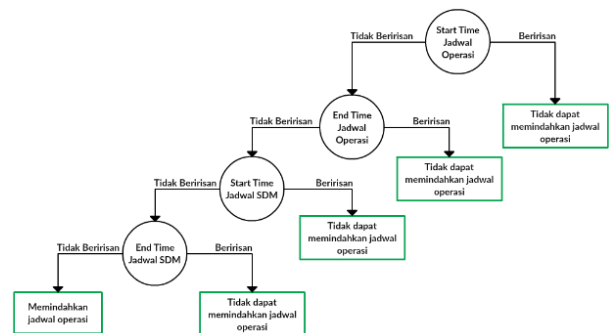 Start Time
Jadwal
Operasi
Tidak Beririsan
Beririsan
End Time
Jadwal
Operasi
Tidak dapat
memindahkan jadwal
operasi
Tidak Beririsan
Beririsan
Start Time
Jadwal SDM
Tidak dapat
memindahkan jadwal
operasi
Tidak Beririsan
Beririsan
End Time
Jadwal SDM
Tidak dapat
memindahkan jadwal
operasi
Tidak Beririsan
Beririsan
Memindahkan
jadwal operasi
Tidak dapat
memindahkan jadwal
operasi